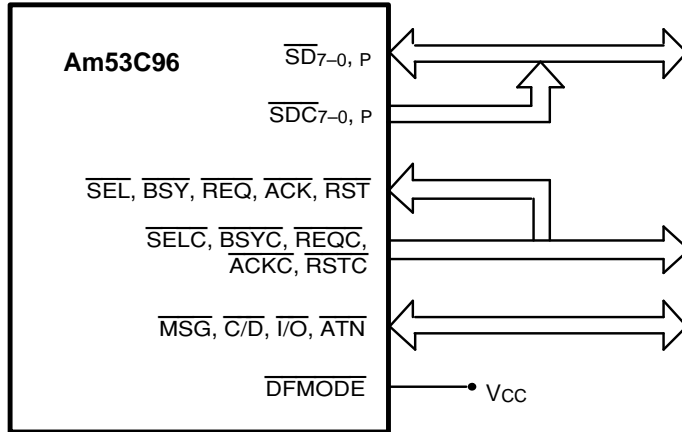 Am53C96
SD7–0, P
SDC7–0, P
SEL, BSY, REQ, ACK, RST
SELC, BSYC, REQC,
ACKC, RSTC
MSG, C/D, I/O, ATN
DFMODE
VCC